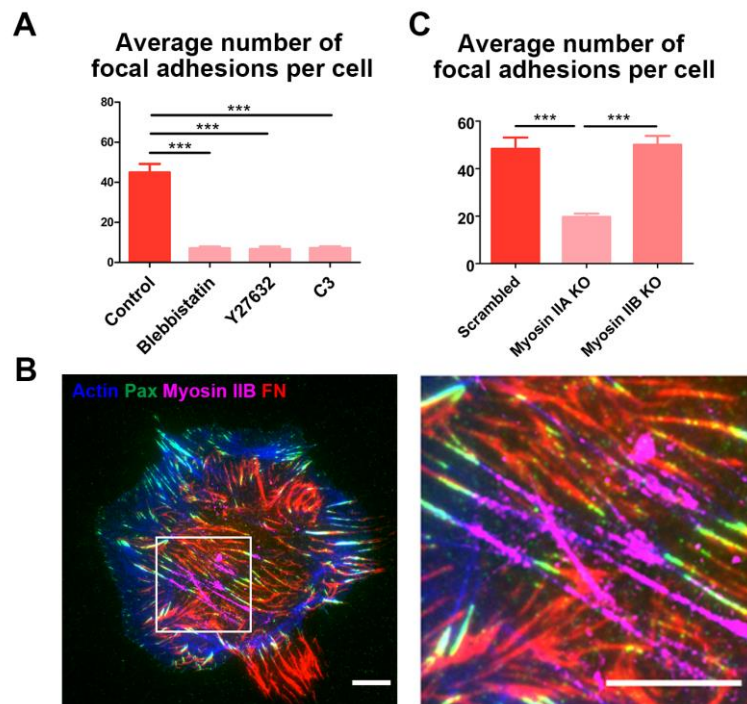 A
Average number of
focal adhesions per cell
80
60
40
20
0
***
***
***
Control
Blebbistatin
Y27632
C3
C
Average number of
focal adhesions per cell
60
40
20
0
***
***
Scrambled
Myosin IIA KO
Myosin IIB KO
B
Actin Pax Myosin IIB FN